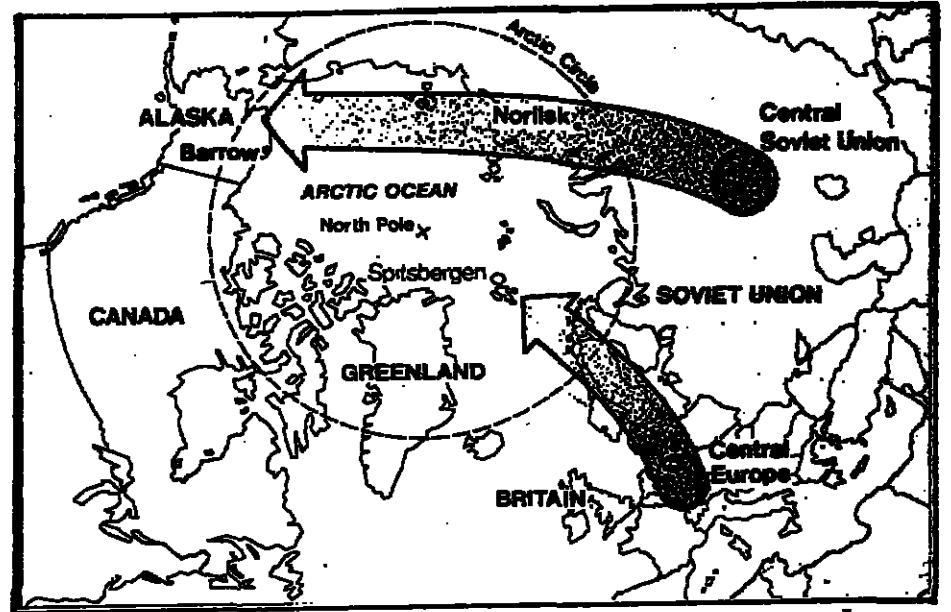 Arctic Circle
ALASKA
Norilsk
Central
Soviet Union
Barrow
ARCTIC OCEAN
North Pole
Spitsbergen
SOVIET UNION
CANADA
GREENLAND
Central
Europe
BRITAIN